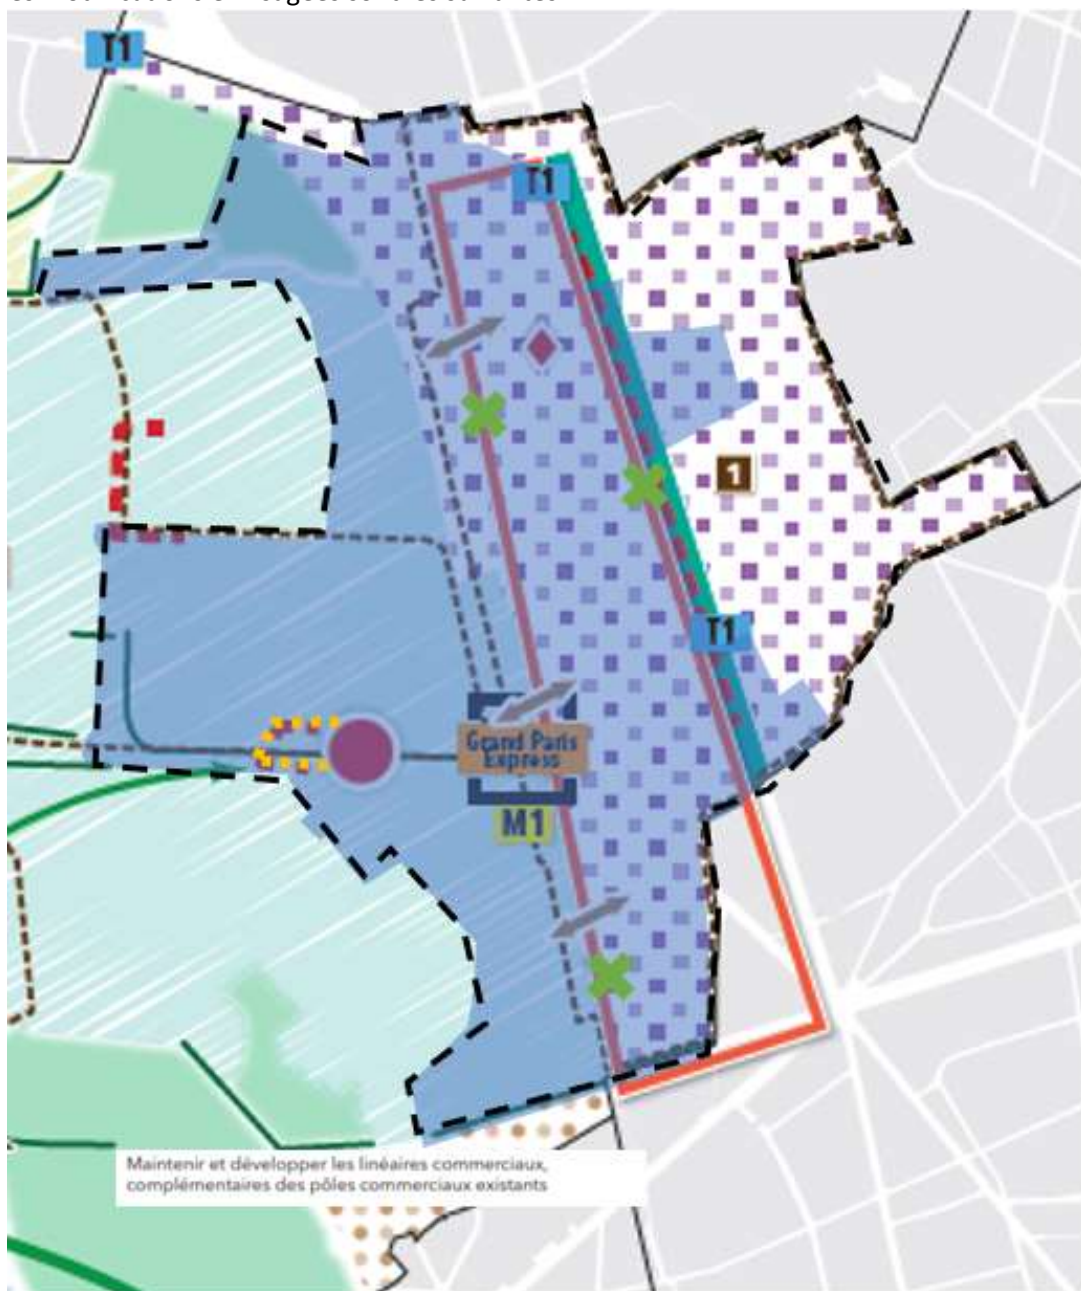 T1
T1
1
T1
Grand Paris
Express
M1
Maintenir et développer les linéaires commerciaux,
complémentaires des pôles commerciaux existants